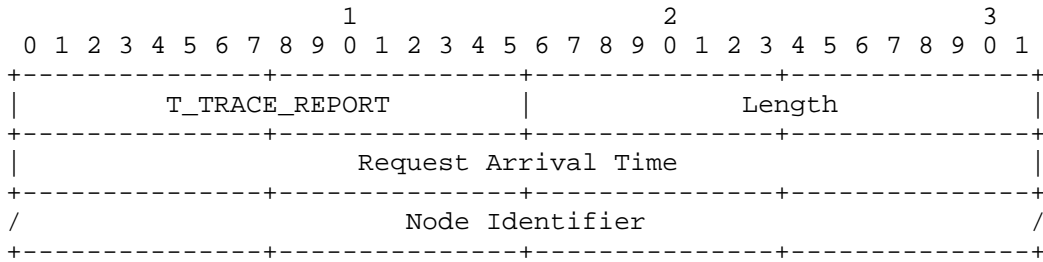 1                   2                   3
 0 1 2 3 4 5 6 7 8 9 0 1 2 3 4 5 6 7 8 9 0 1 2 3 4 5 6 7 8 9 0 1
+---------------+---------------+---------------+---------------+
|         T_TRACE_REPORT        |             Length            |
+---------------+---------------+---------------+---------------+
|                     Request Arrival Time                      |
+---------------+---------------+---------------+---------------+
/                        Node Identifier                        /
+---------------+---------------+---------------+---------------+